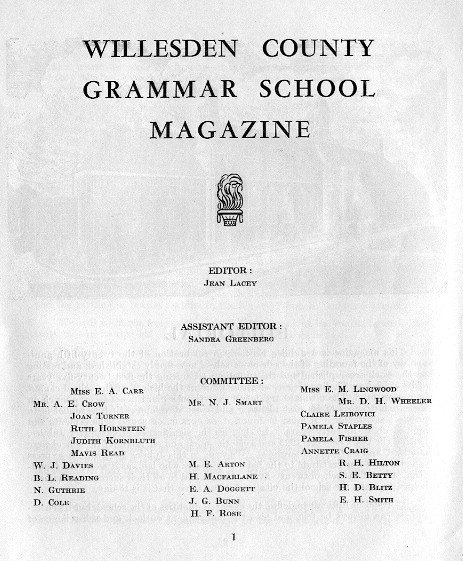 WILLESDEN COUNTY
GRAMMAR SCHOOL
MAGAZINE
EDITOR :
JEAN LACEY
ASSISTANT EDITOR :
SANDRA GREENBERG
COMMITTEE :
MISS E. A. CARR
MISS E. M. LINGWOOD
MR. A. E. CROW
MR. N. J. SMART
MR. D. H. WHEELER
JOAN TURNER
CLAIRE LEIBOVICI
RUTH HORNSTEIN
PAMELA STAPLES
JUDITH KORNBLUTH
PAMELA FISHER
MAVIS READ
ANNETTE CRAIG
W. J. DAVIES
M. E. ARTON
R. H. HILTON
B. L. READING
H. MACFARLANE
S. E. BETTY
N. GUTHRIE
E. A. DOGGETT
H. D. BLITZ
D. COLE
J. G. BUNN
E. H. SMITH
H. F. ROSE
1